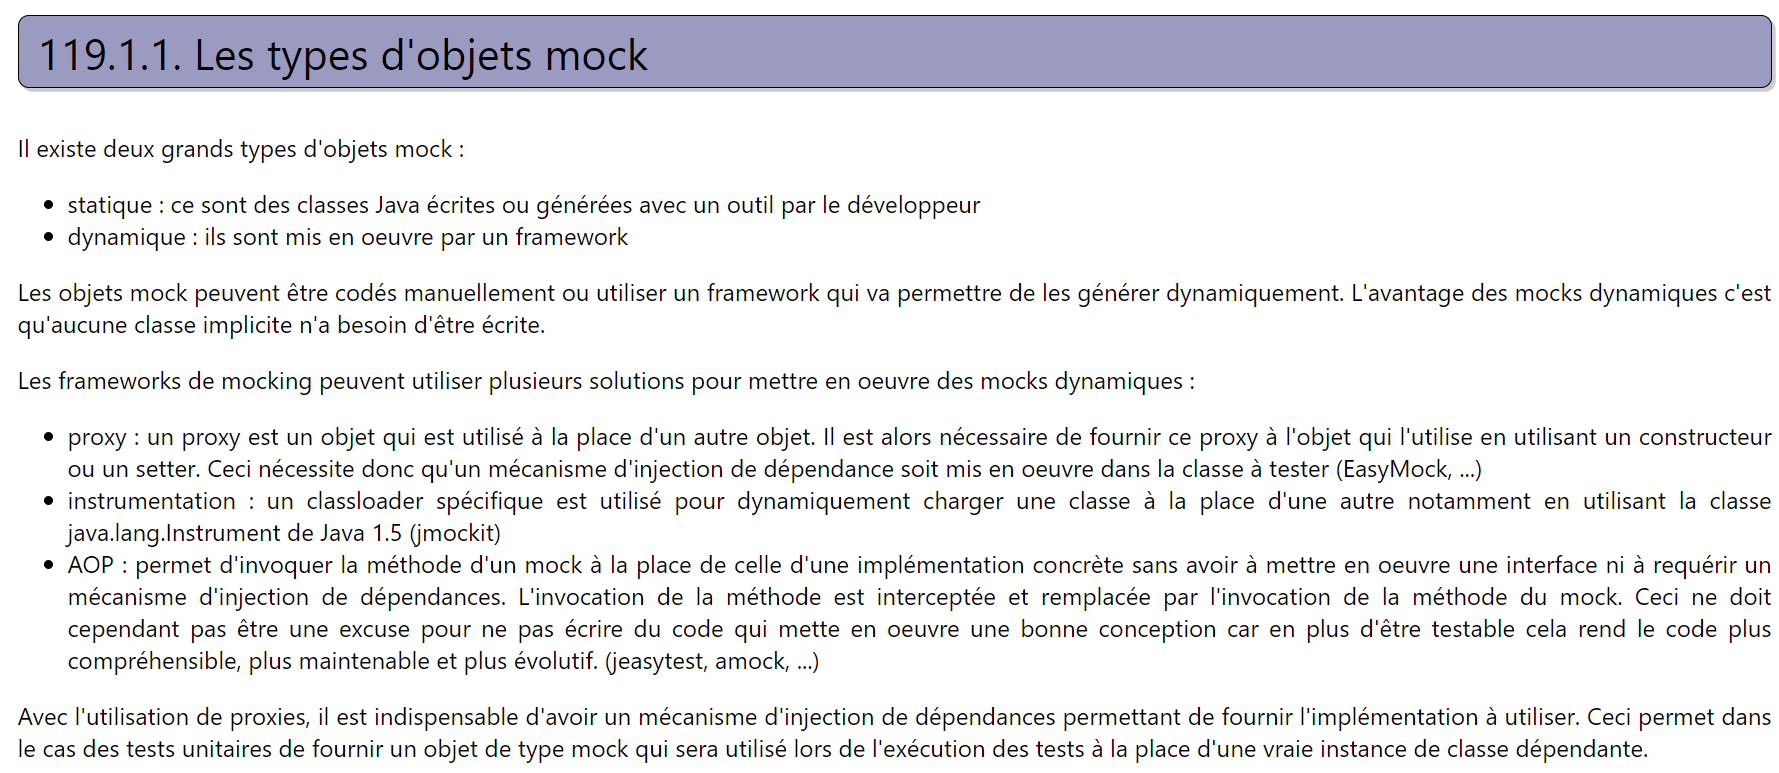 119.1.1. Les types d'objets mock
Il existe deux grands types d'objets mock :
• statique : ce sont des classes Java écrites ou générées avec un outil par le développeur
• dynamique : ils sont mis en oeuvre par un framework
Les objets mock peuvent être codés manuellement ou utiliser un framework qui va permettre de les générer dynamiquement. L'avantage des mocks dynamiques c'est
qu'aucune classe implicite n'a besoin d'être écrite.
Les frameworks de mocking peuvent utiliser plusieurs solutions pour mettre en oeuvre des mocks dynamiques :
• proxy : un proxy est un objet qui est utilisé à la place d'un autre objet. Il est alors nécessaire de fournir ce proxy à l'objet qui l'utilise en utilisant un constructeur
ou un setter. Ceci nécessite donc qu'un mécanisme d'injection de dépendance soit mis en oeuvre dans la classe à tester (EasyMock, ...)
• instrumentation : un classloader spécifique est utilisé pour dynamiquement charger une classe à la place d'une autre notamment en utilisant la classe
java.lang.Instrument de Java 1.5 (jmockit)
• AOP : permet d'invoquer la méthode d'un mock à la place de celle d'une implémentation concrète sans avoir à mettre en oeuvre une interface ni à requérir un
mécanisme d'injection de dépendances. L'invocation de la méthode est interceptée et remplacée par l'invocation de la méthode du mock. Ceci ne doit
cependant pas être une excuse pour ne pas écrire du code qui mette en oeuvre une bonne conception car en plus d'être testable cela rend le code plus
compréhensible, plus maintenable et plus évolutif. (jeasytest, amock, ...)
Avec l'utilisation de proxies, il est indispensable d'avoir un mécanisme d'injection de dépendances permettant de fournir l'implémentation à utiliser. Ceci permet dans
le cas des tests unitaires de fournir un objet de type mock qui sera utilisé lors de l'exécution des tests à la place d'une vraie instance de classe dépendante.